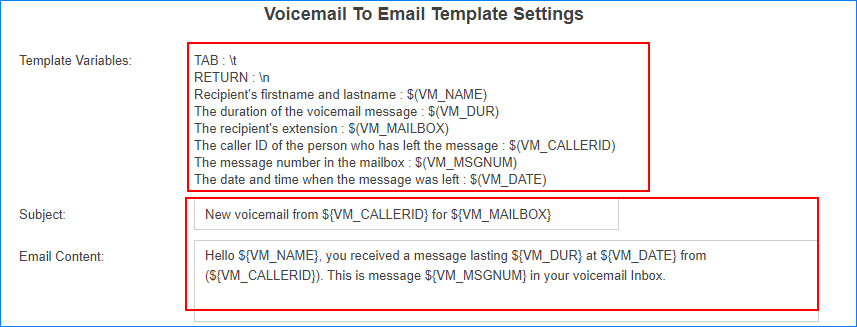 Voicemail To Email Template Settings
Template Variables:
TAB : \t
RETURN : \n
Recipient's firstname and lastname : $(VM_NAME)
The duration of the voicemail message : $(VM_DUR)
The recipient's extension : $(VM_MAILBOX)
The caller ID of the person who has left the message : $(VM_CALLERID)
The message number in the mailbox : $(VM_MSGNUM)
The date and time when the message was left : $(VM_DATE)
Subject:
New voicemail from ${VM_CALLERID} for ${VM_MAILBOX}
Email Content:
Hello ${VM_NAME}, you received a message lasting ${VM_DUR} at ${VM_DATE} from
(${VM_CALLERID}). This is message ${VM_MSGNUM} in your voicemail Inbox.